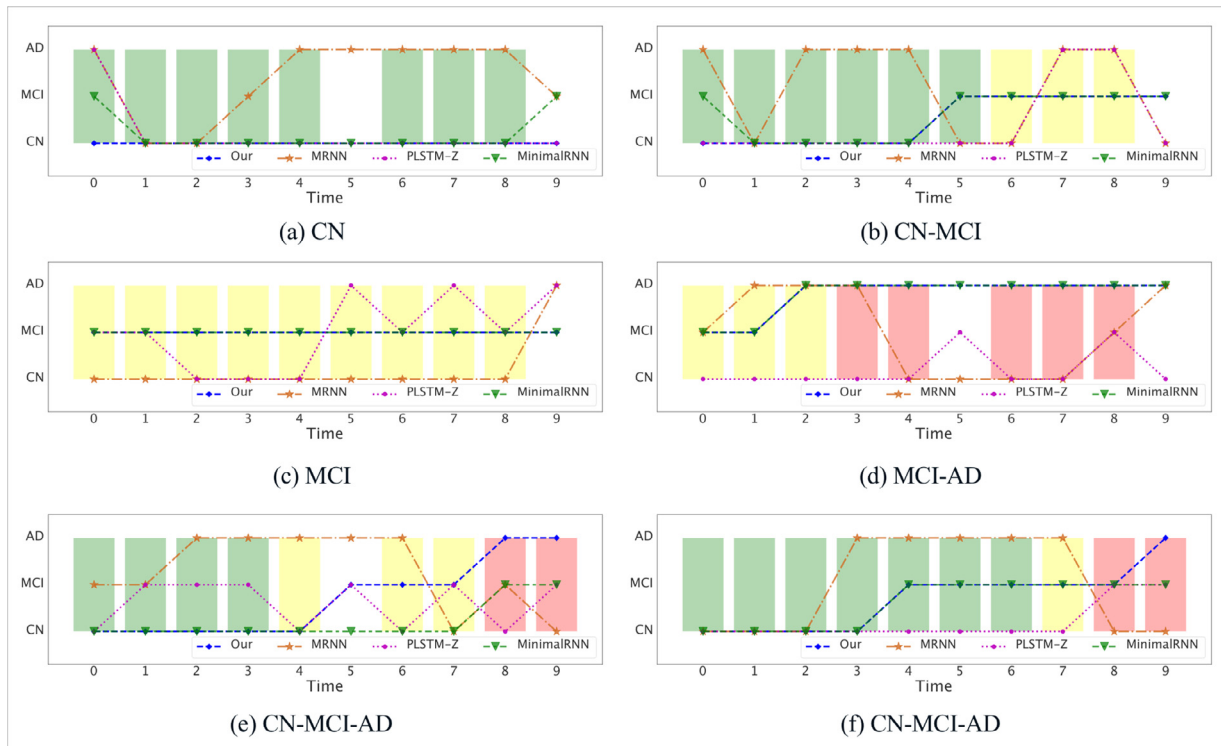 AD
MCI
CN
Our MRNN PLSTM-Z MinimalRNN
0 1 2 3 4 5 6 7 8 9
Time
(a) CN
AD
MCI
CN
Our MRNN PLSTM-Z MinimalRNN
0 1 2 3 4 5 6 7 8 9
Time
(b) CN-MCI
AD
MCI
CN
Our MRNN PLSTM-Z MinimalRNN
0 1 2 3 4 5 6 7 8 9
Time
(c) MCI
AD
MCI
CN
Our MRNN PLSTM-Z MinimalRNN
0 1 2 3 4 5 6 7 8 9
Time
(d) MCI-AD
AD
MCI
CN
Our MRNN PLSTM-Z MinimalRNN
0 1 2 3 4 5 6 7 8 9
Time
(e) CN-MCI-AD
AD
MCI
CN
Our MRNN PLSTM-Z MinimalRNN
0 1 2 3 4 5 6 7 8 9
Time
(f) CN-MCI-AD